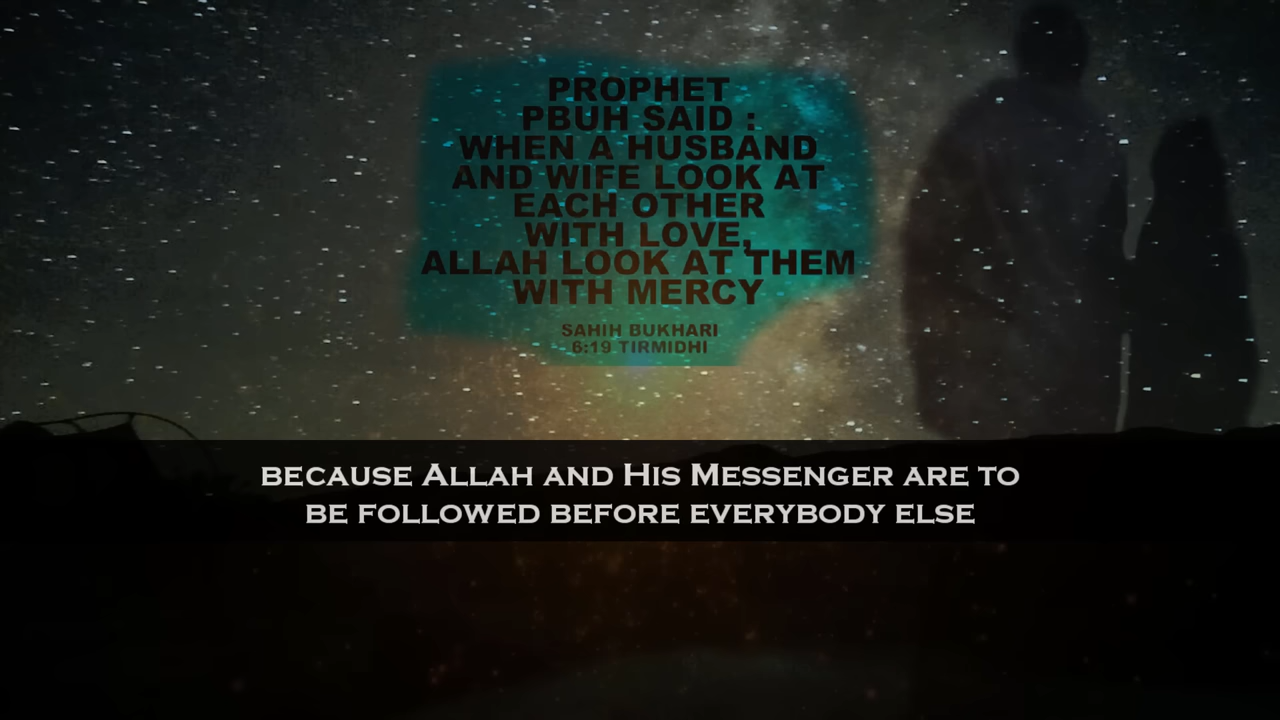 PROPHET
PBUH SAID :
WHEN A HUSBAND
AND WIFE LOOK AT
EACH OTHER
WITH LOVE,
ALLAH LOOK AT THEM
WITH MERCY
SAHIH BUKHARI
6:19 TIRMIDHI
BECAUSE ALLAH AND HIS MESSENGER ARE TO
BE FOLLOWED BEFORE EVERYBODY ELSE